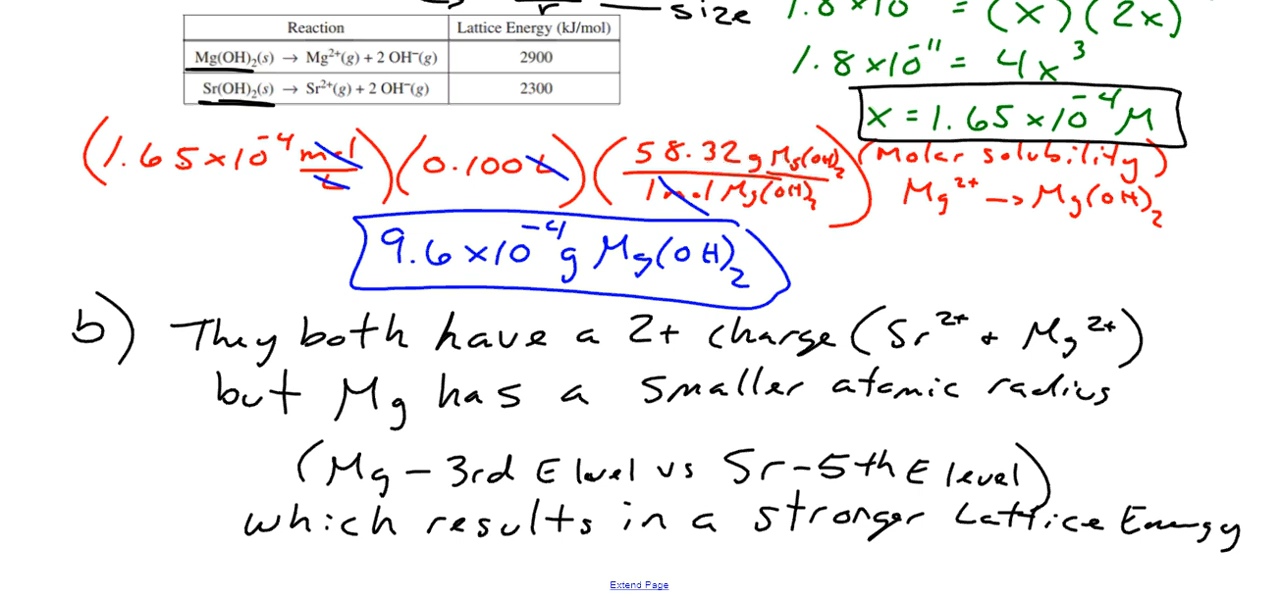 r size 1.8 x 10 = (x)(2x)
Reaction Lattice Energy (kJ/mol)
Mg(OH)₂(s) → Mg²⁺(g) + 2 OH⁻(g) 2900
Sr(OH)₂(s) → Sr²⁺(g) + 2 OH⁻(g) 2300
1.8 x 10⁻¹¹ = 4x³
x = 1.65 x 10⁻⁴ M
(1.65 x 10⁻⁴ mol/L)(0.100 L)(58.32 g Mg(OH)₂/1 mol Mg(OH)₂)
(Molar solubility)
Mg²⁺ → Mg(OH)₂
9.6 x 10⁻⁴ g Mg(OH)₂
b) They both have a 2+ charge (Sr²⁺ + Mg²⁺)
but Mg has a smaller atomic radius
(Mg - 3rd E level vs Sr - 5th E level)
which results in a stronger Lattice Energy
Extend Page